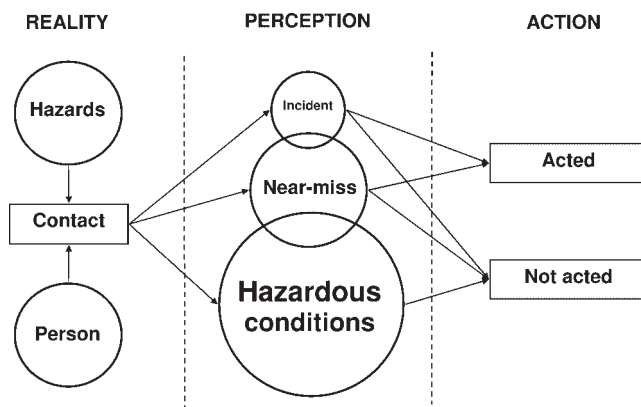 REALITY
PERCEPTION
ACTION
Hazards
Contact
Person
Incident
Near-miss
Hazardous
conditions
Acted
Not acted